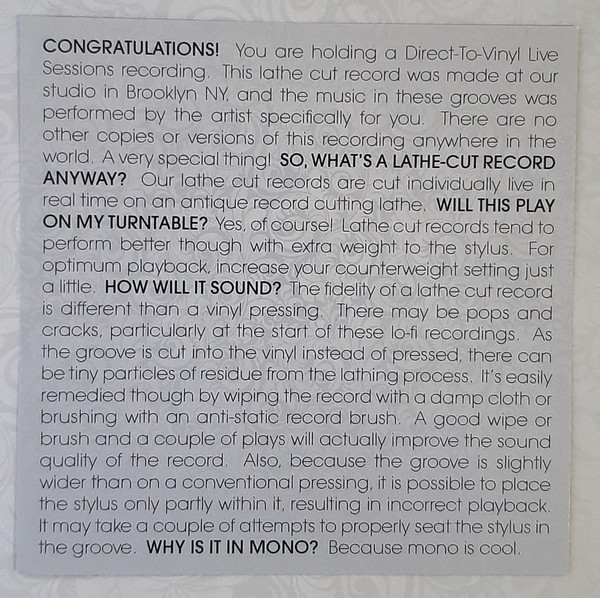 CONGRATULATIONS! You are holding a Direct-To-Vinyl Live
Sessions recording. This lathe cut record was made at our
studio in Brooklyn NY, and the music in these grooves was
performed by the artist specifically for you. There are no
other copies or versions of this recording anywhere in the
world. A very special thing! SO, WHAT'S A LATHE-CUT RECORD
ANYWAY? Our lathe cut records are cut individually live in
real time on an antique record cutting lathe. WILL THIS PLAY
ON MY TURNTABLE? Yes, of course! Lathe cut records tend to
perform better though with extra weight to the stylus. For
optimum playback, increase your counterweight setting just
a little. HOW WILL IT SOUND? The fidelity of a lathe cut record
is different than a vinyl pressing. There may be pops and
cracks, particularly at the start of these lo-fi recordings. As
the groove is cut into the vinyl instead of pressed, there can
be tiny particles of residue from the lathing process. It's easily
remedied though by wiping the record with a damp cloth or
brushing with an anti-static record brush. A good wipe or
brush and a couple of plays will actually improve the sound
quality of the record. Also, because the groove is slightly
wider than on a conventional pressing, it is possible to place
the stylus only partly within it, resulting in incorrect playback.
It may take a couple of attempts to properly seat the stylus in
the groove. WHY IS IT IN MONO? Because mono is cool.